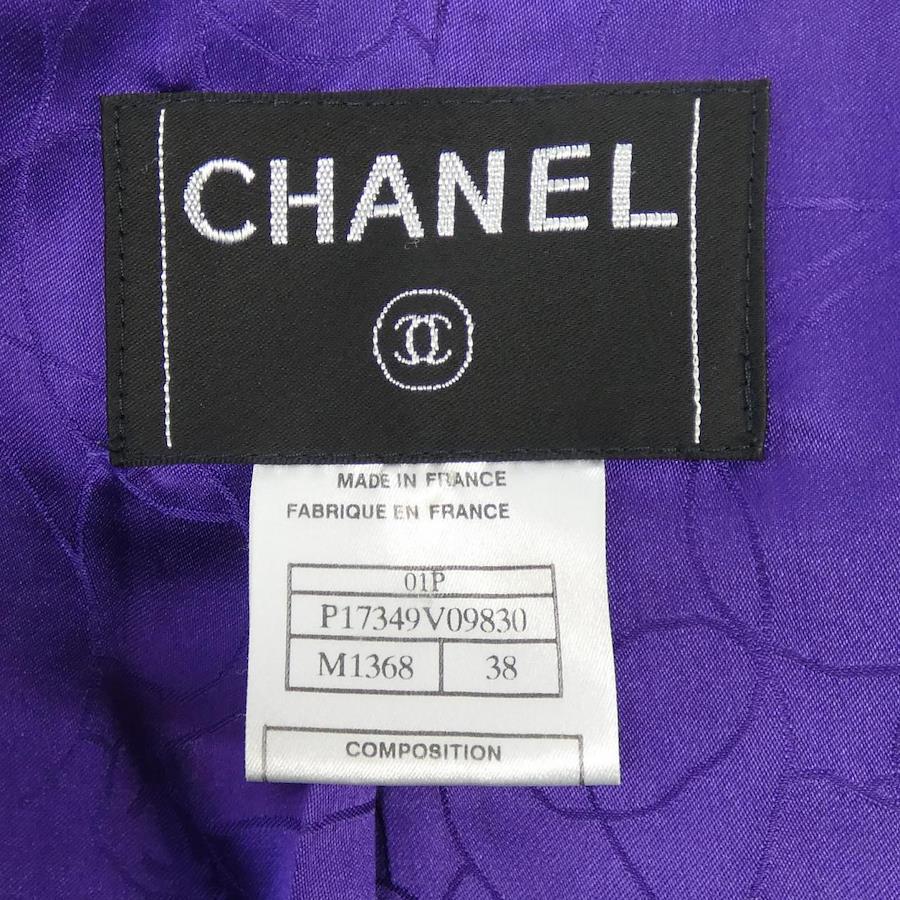 CHANEL
MADE IN FRANCE
FABRIQUE EN FRANCE
01P
P17349V09830
M1368 38
COMPOSITION